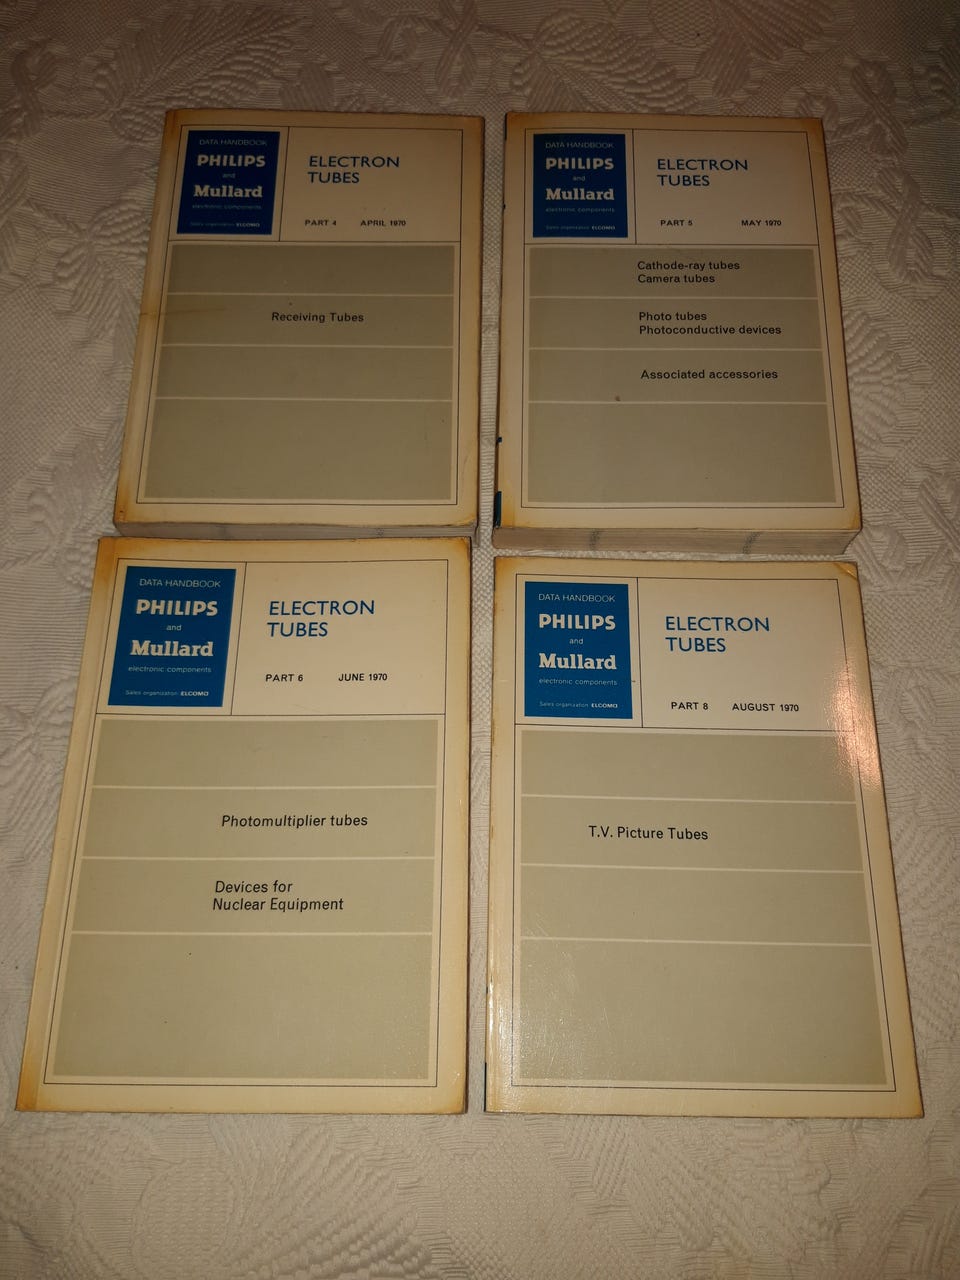 DATA HANDBOOK
PHILIPS
and
Mullard
electronic components
Sales organization ELCOMA
ELECTRON
TUBES
PART 4 APRIL 1970
Receiving Tubes
DATA HANDBOOK
PHILIPS
and
Mullard
electronic components
Sales organization ELCOMA
ELECTRON
TUBES
PART 5 MAY 1970
Cathode-ray tubes
Camera tubes
Photo tubes
Photoconductive devices
Associated accessories
DATA HANDBOOK
PHILIPS
and
Mullard
electronic components
Sales organization ELCOMA
ELECTRON
TUBES
PART 6 JUNE 1970
Photomultiplier tubes
Devices for
Nuclear Equipment
DATA HANDBOOK
PHILIPS
and
Mullard
electronic components
Sales organization ELCOMA
ELECTRON
TUBES
PART 8 AUGUST 1970
T.V. Picture Tubes